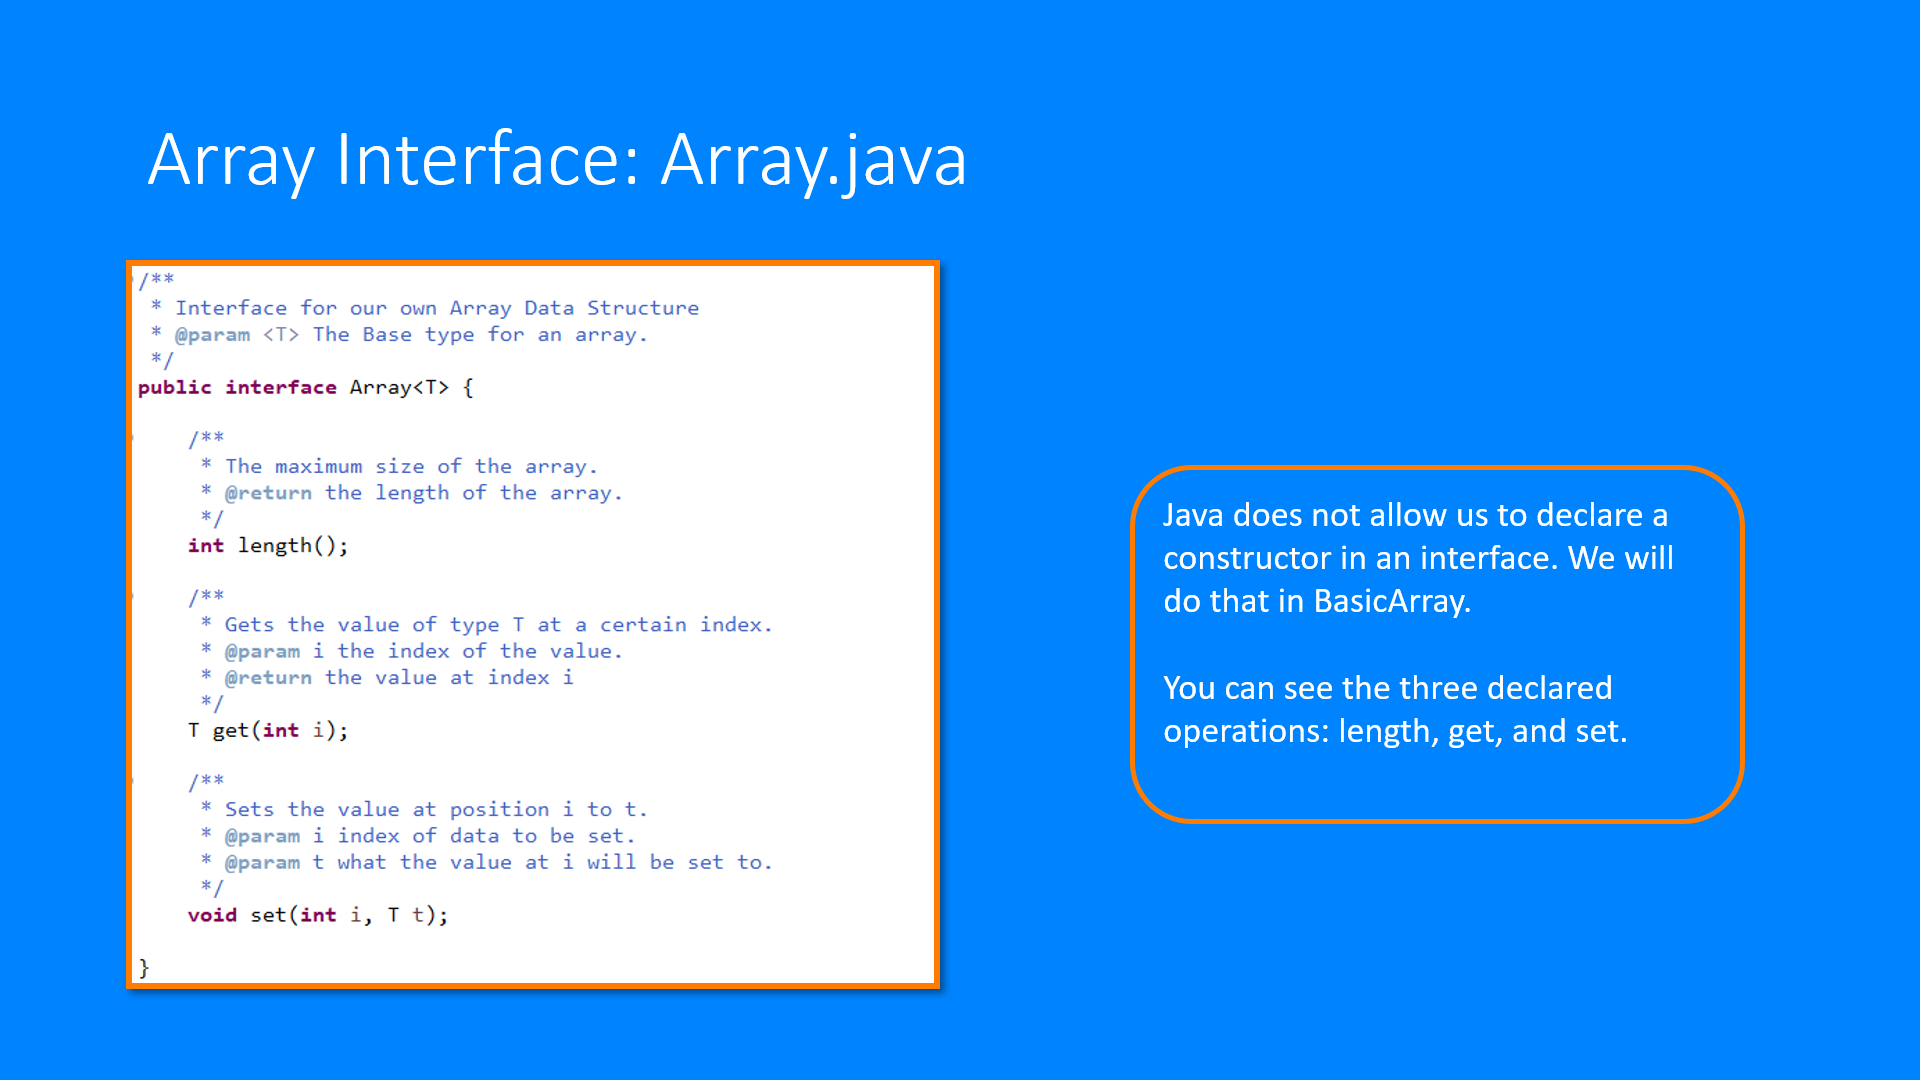 Array Interface: Array.java
/**
 * Interface for our own Array Data Structure
 * @param <T> The Base type for an array.
 */
public interface Array<T> {
/**
 * The maximum size of the array.
 * @return the length of the array.
 */
int length();
/**
 * Gets the value of type T at a certain index.
 * @param i the index of the value.
 * @return the value at index i
 */
T get(int i);
/**
 * Sets the value at position i to t.
 * @param i index of data to be set.
 * @param t what the value at i will be set to.
 */
void set(int i, T t);
}
Java does not allow us to declare a
constructor in an interface. We will
do that in BasicArray.
You can see the three declared
operations: length, get, and set.